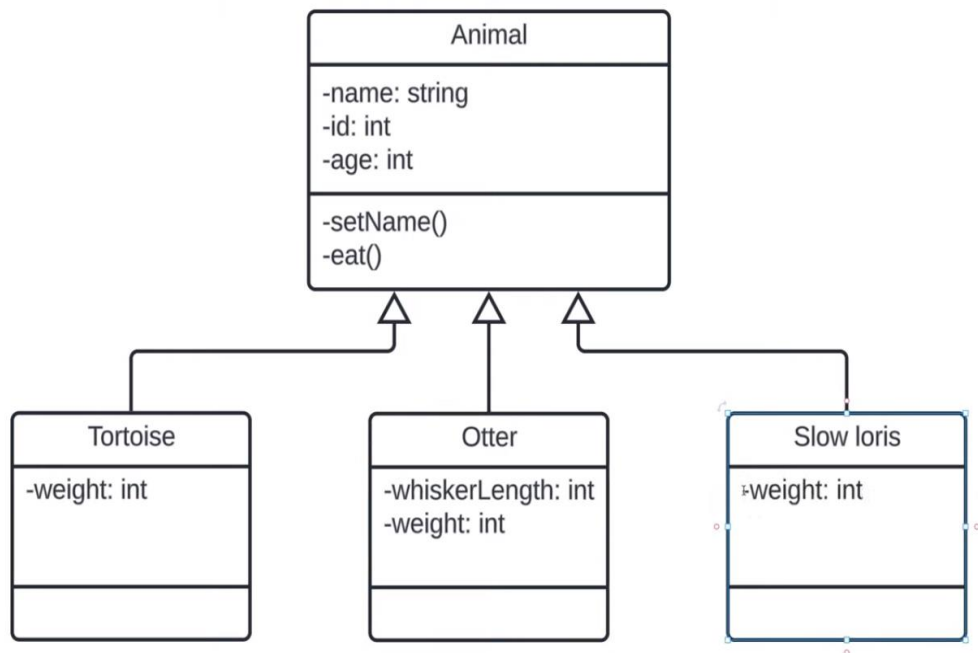 Animal
-name: string
-id: int
-age: int
-setName()
-eat()
Tortoise
-weight: int
Otter
-whiskerLength: int
-weight: int
Slow loris
-weight: int